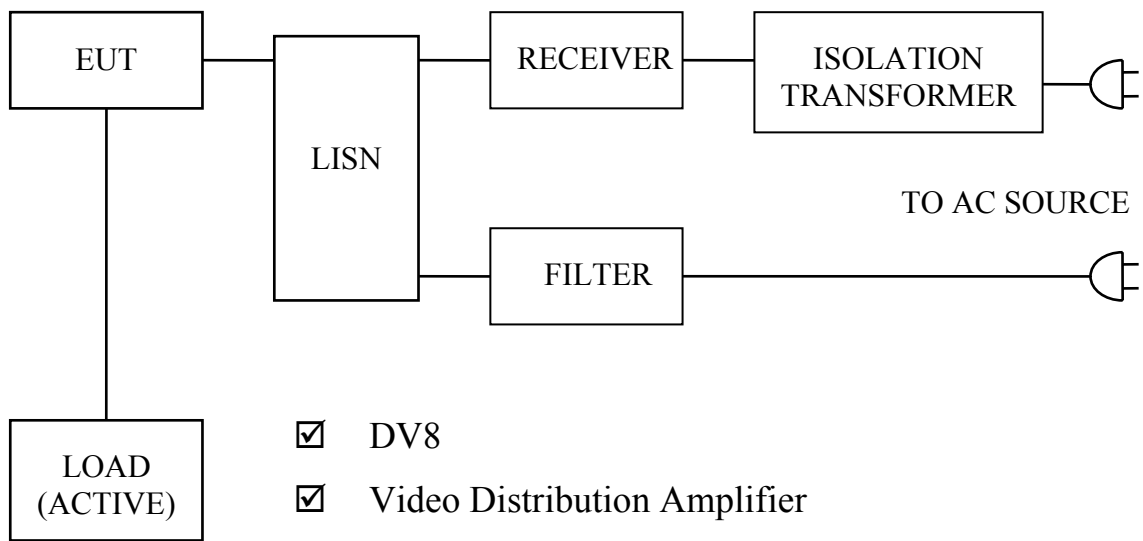 EUT
LISN
RECEIVER
ISOLATION
TRANSFORMER
TO AC SOURCE
FILTER
LOAD
(ACTIVE)
☑ DV8
☑ Video Distribution Amplifier